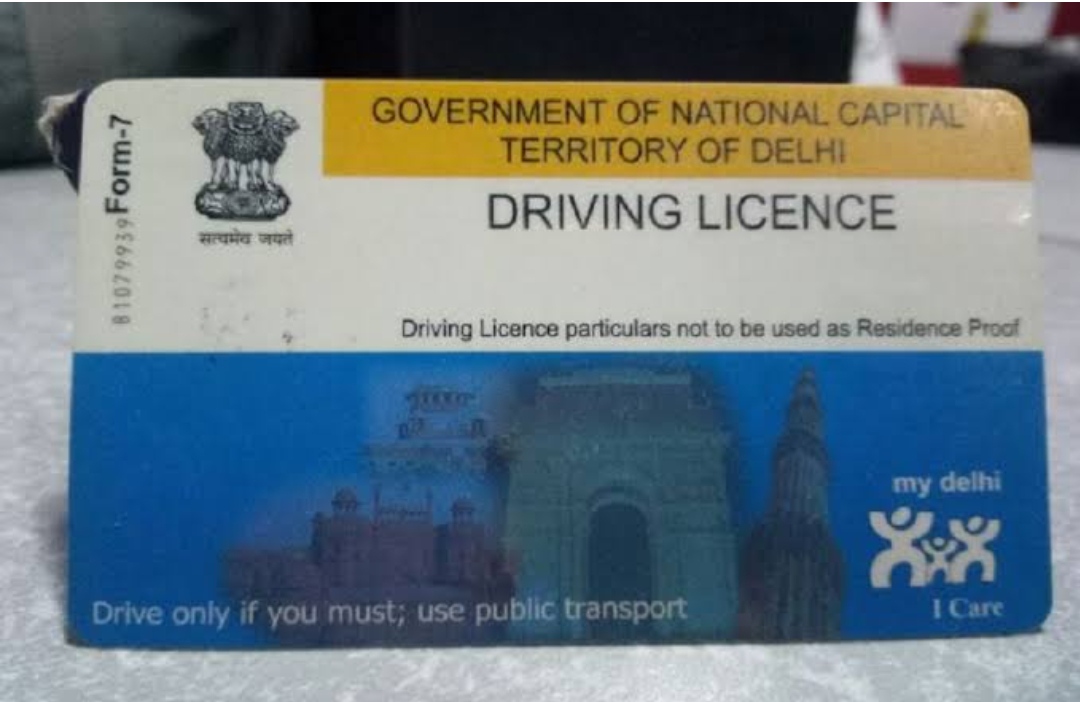 Form-7
81079939
सत्यमेव जयते
GOVERNMENT OF NATIONAL CAPITAL
TERRITORY OF DELHI
DRIVING LICENCE
Driving Licence particulars not to be used as Residence Proof
my delhi
I Care
Drive only if you must; use public transport